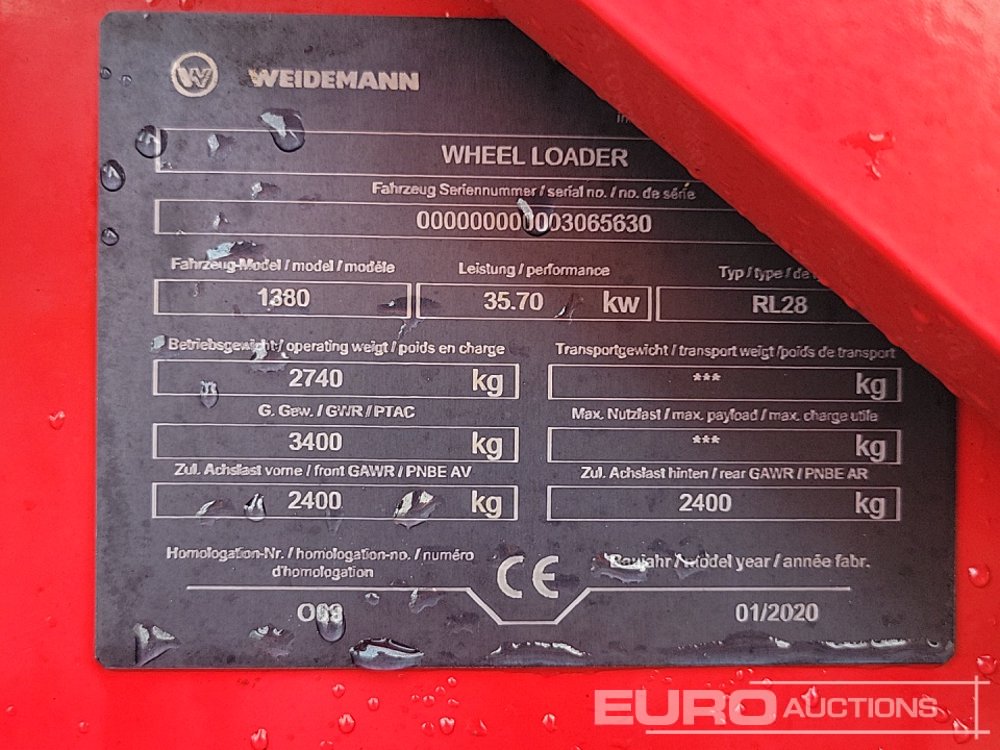 WEIDEMANN
WHEEL LOADER
Fahrzeug Seriennummer / serial no. / no. de série
000000000003065630
Fahrzeug-Model / model / modèle Leistung / performance Typ / type / de
1380 35.70 kw RL28
Betriebsgewicht / operating weigt / poids en charge Transportgewicht / transport weigt /poids de transport
2740 kg *** kg
G. Gew. / GWR / PTAC Max. Nutzlast / max. payload / max. charge utile
3400 kg *** kg
Zul. Achslast vorne / front GAWR / PNBE AV Zul. Achslast hinten / rear GAWR / PNBE AR
2400 kg 2400 kg
Homologation-Nr. / homologation-no. / numéro d'homologation CE Baujahr / model year / année fabr.
01/2020
EURO AUCTIONS